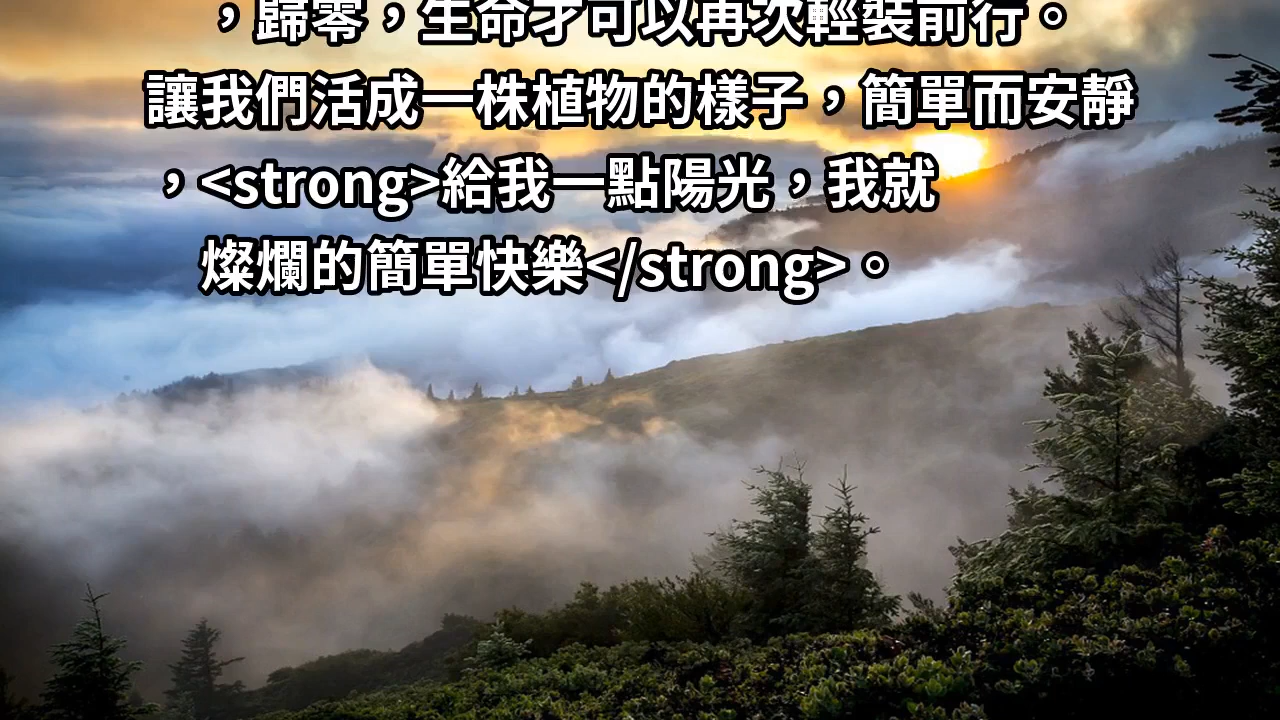 ，歸零，生命才可以再次輕裝前行。
讓我們活成一株植物的樣子，簡單而安靜
，<strong>給我一點陽光，我就
燦爛的簡單快樂</strong>。